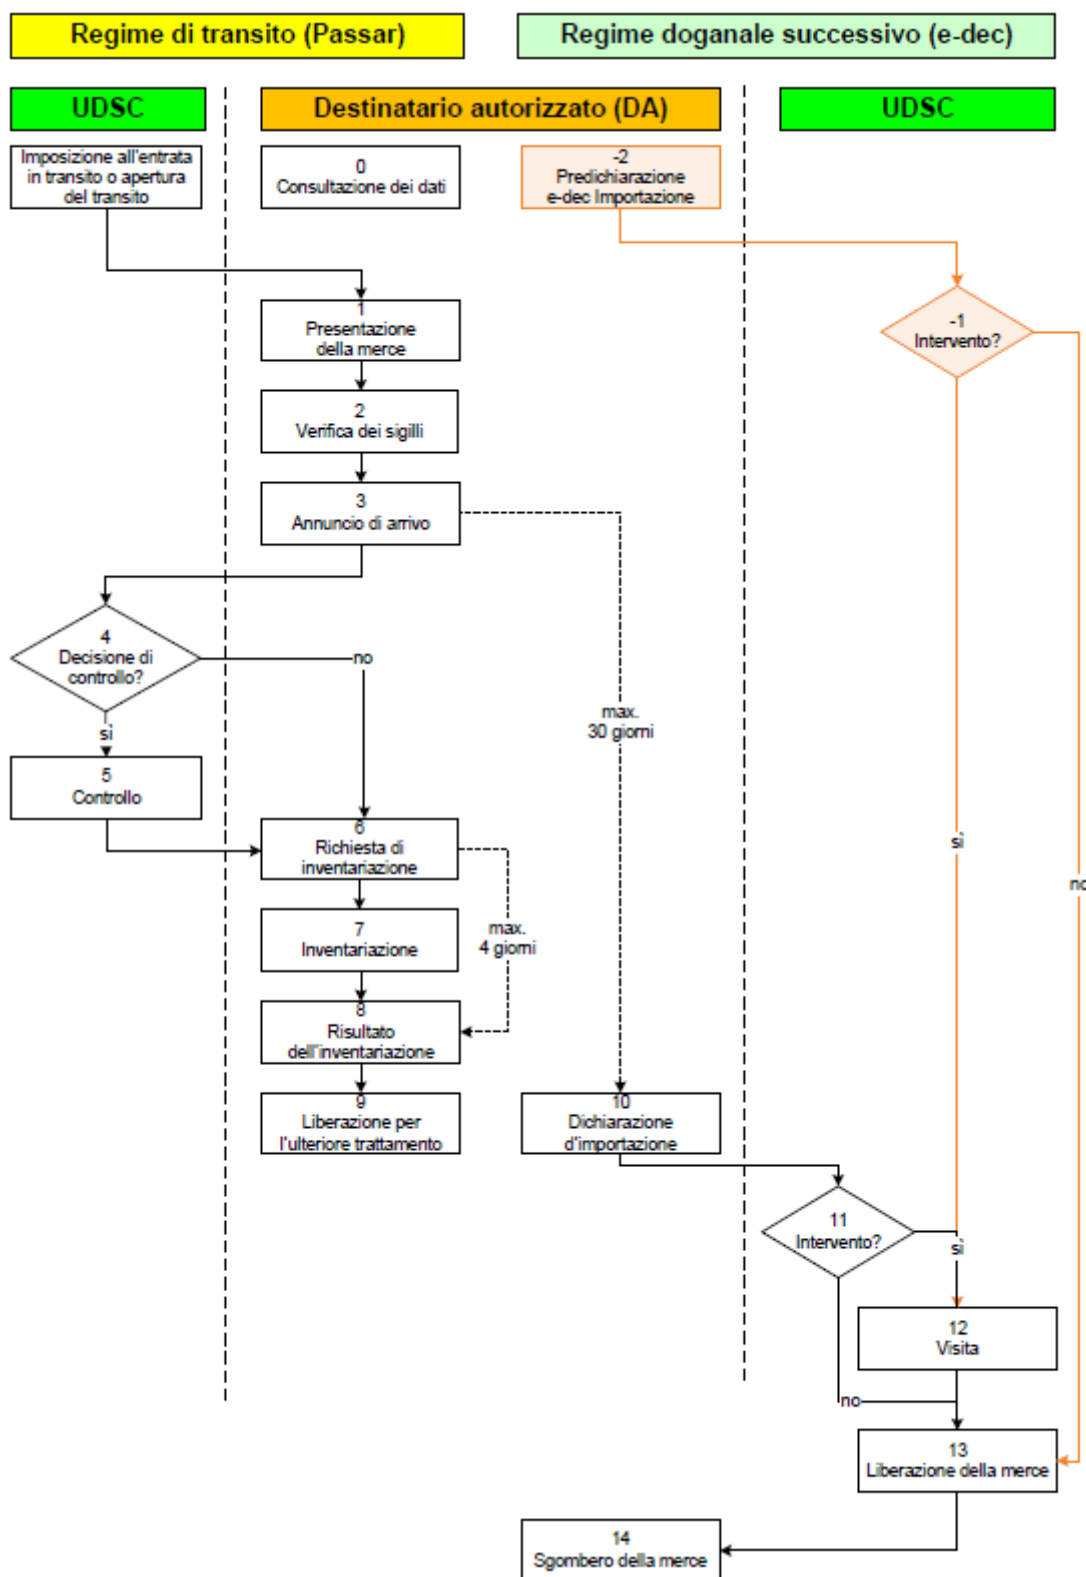 Regime di transito (Passar)
Regime doganale successivo (e-dec)
UDSC
Destinatario autorizzato (DA)
UDSC
Imposizione all'entrata
in transito o apertura
del transito
0
Consultazione dei dati
-2
Predichiarazione
e-dec Importazione
-1
Intervento?
1
Presentazione
della merce
2
Verifica dei sigilli
3
Annuncio di arrivo
4
Decisione di
controllo?
no
sì
max.
30 giorni
5
Controllo
6
Richiesta di
inventariazione
sì
no
7
Inventariazione
max.
4 giorni
8
Risultato
dell'inventariazione
9
Liberazione per
l'ulteriore trattamento
10
Dichiarazione
d'importazione
11
Intervento?
sì
12
Visita
no
13
Liberazione della merce
14
Sgombero della merce